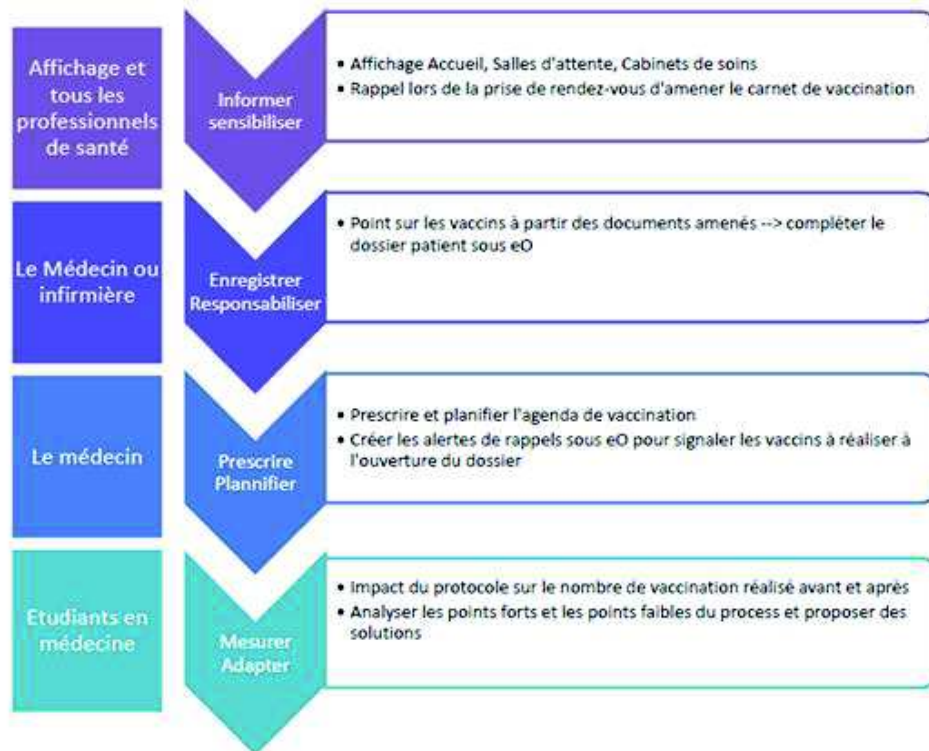 Affichage et
tous les
professionnels
de santé
Informer
sensibiliser
• Affichage Accueil, Salles d'attente, Cabinets de soins
• Rappel lors de la prise de rendez-vous d'amener le carnet de vaccination
Le Médecin ou
infirmière
Enregistrer
Responsabiliser
• Point sur les vaccins à partir des documents amenés --> compléter le
dossier patient sous eO
Le médecin
Prescrire
Plannifier
• Prescrire et planifier l'agenda de vaccination
• Créer les alertes de rappels sous eO pour signaler les vaccins à réaliser à
l'ouverture du dossier
Etudiants en
médecine
Mesurer
Adapter
• Impact du protocole sur le nombre de vaccination réalisé avant et après
• Analyser les points forts et les points faibles du process et proposer des
solutions